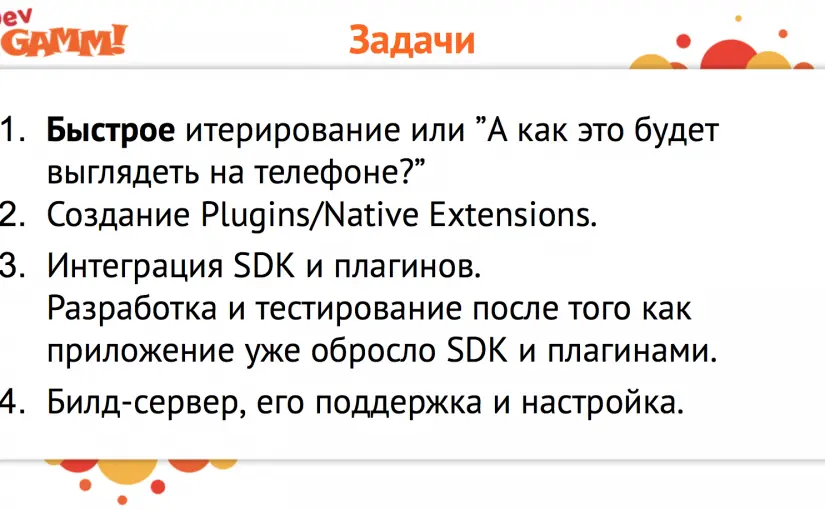 Dev
GAMM!
Задачи
1. Быстрое итерирование или ”А как это будет
выглядеть на телефоне?”
2. Создание Plugins/Native Extensions.
3. Интеграция SDK и плагинов.
Разработка и тестирование после того как
приложение уже обросло SDK и плагинами.
4. Билд-сервер, его поддержка и настройка.